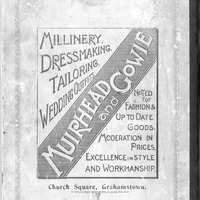 MILLINERY.
DRESSMAKING.
TAILORING.
WEDDING OUTFITS
MUIRHEAD
AND
GOWIE
NOTED
for
FASHION &
UP TO DATE
GOODS.
MODERATION IN
PRICES,
EXCELLENCE IN STYLE
AND WORKMANSHIP.
Church Square, Grahamstown.